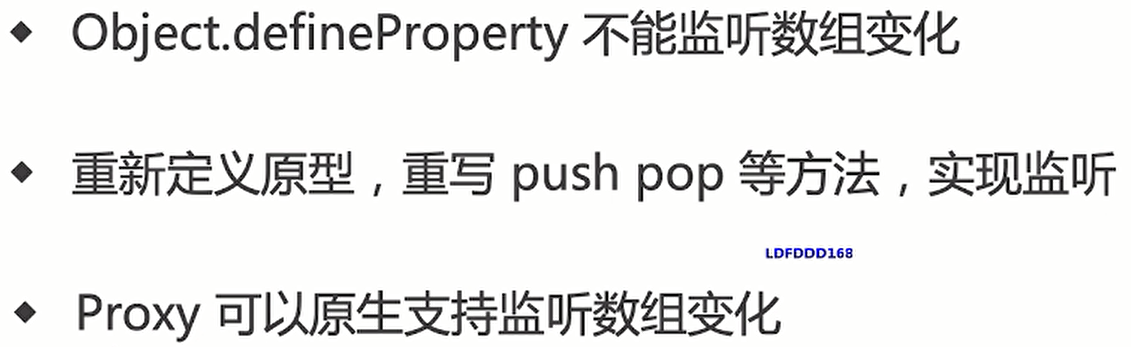 ◆ Object.defineProperty 不能监听数组变化
◆ 重新定义原型，重写 push pop 等方法，实现监听
LDFDDD168
◆ Proxy 可以原生支持监听数组变化